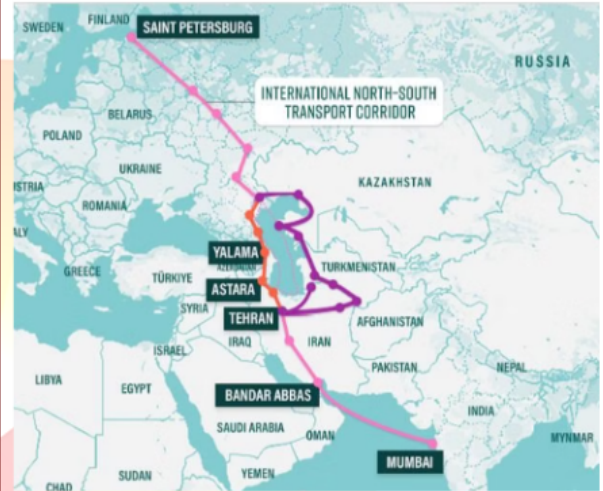 FINLAND
SWEDEN
SAINT PETERSBURG
RUSSIA
INTERNATIONAL NORTH-SOUTH
TRANSPORT CORRIDOR
BELARUS
POLAND
UKRAINE
KAZAKHSTAN
ISTRIA
ROMANIA
ALY
YALAMA
GREECE
TÜRKIYE
TURKMENISTAN
ASTARA
SYRIA
TEHRAN
AFGHANISTAN
IRAQ
IRAN
ISRAEL
PAKISTAN
NEPAL
LIBYA
EGYPT
BANDAR ABBAS
INDIA
SAUDI ARABIA
OMAN
MYNMAR
MUMBAI
SUDAN
YEMEN
CHAD